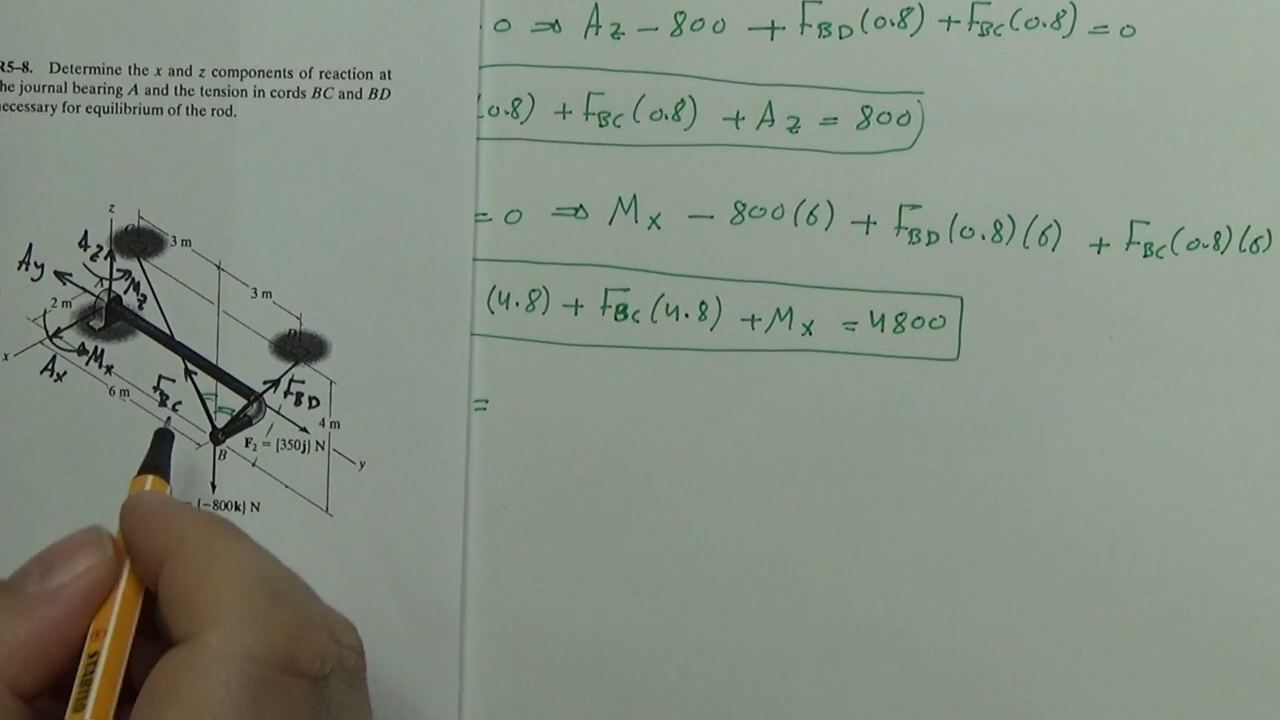 R5–8. Determine the x and z components of reaction at
the journal bearing A and the tension in cords BC and BD
necessary for equilibrium of the rod.
0 ⇒ Az - 800 + FBD(0.8) + FBC(0.8) = 0
(0.8) + FBC(0.8) + Az = 800
= 0 ⇒ Mx - 800(6) + FBD(0.8)(6) + FBC(0.8)(6)
(4.8) + FBC(4.8) + Mx = 4800
=
z
Az
3 m
Ay
Mz
3 m
2 m
x
Mx
Ax
6 m
FBC
FBD
4 m
F2 = {350j} N
B
y
{-800k} N
STABILO